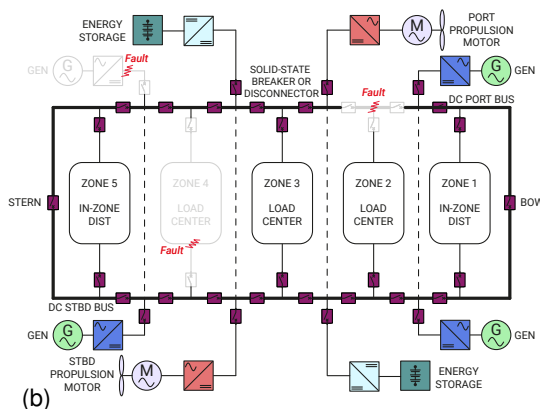 ENERGY
STORAGE
PORT
PROPULSION
MOTOR
M
GEN
G
Fault
SOLID-STATE
BREAKER OR
DISCONNECTOR
G
GEN
Fault
DC PORT BUS
STERN
ZONE 5
IN-ZONE
DIST
ZONE 4
LOAD
CENTER
Fault
ZONE 3
LOAD
CENTER
ZONE 2
LOAD
CENTER
ZONE 1
IN-ZONE
DIST
BOW
DC STBD BUS
GEN
G
STBD
PROPULSION
MOTOR
M
G
GEN
ENERGY
STORAGE
(b)